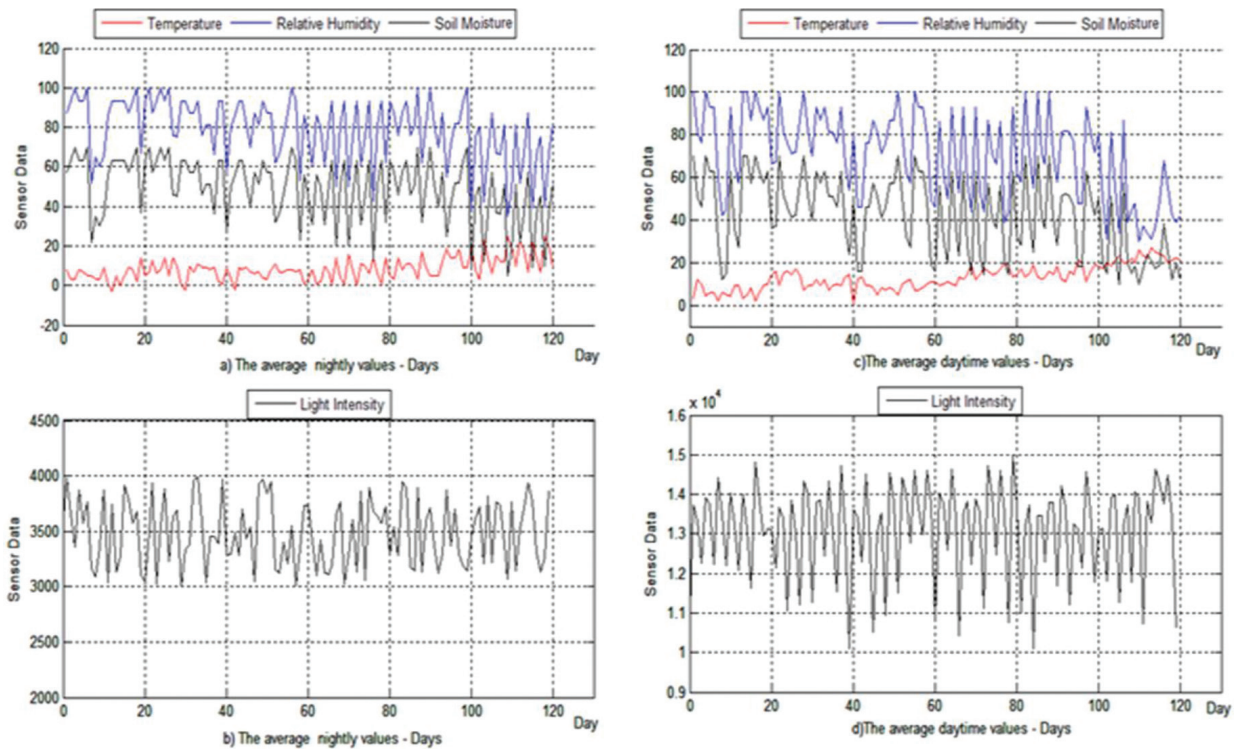 Temperature Relative Humidity Soil Moisture
120
100
80
60
40
20
0
-20
Sensor Data
0 20 40 60 80 100 120
Day
a) The average nightly values - Days
Temperature Relative Humidity Soil Moisture
120
100
80
60
40
20
0
Sensor Data
0 20 40 60 80 100 120
Day
c)The average daytime values - Days
Light Intensity
4500
4000
3500
3000
2500
2000
Sensor Data
0 20 40 60 80 100 120
Day
b) The average nightly values - Days
x 10⁴
Light Intensity
1.6
1.5
1.4
1.3
1.2
1.1
1
0.9
Sensor Data
0 20 40 60 80 100 120
Day
d)The average daytime values - Days